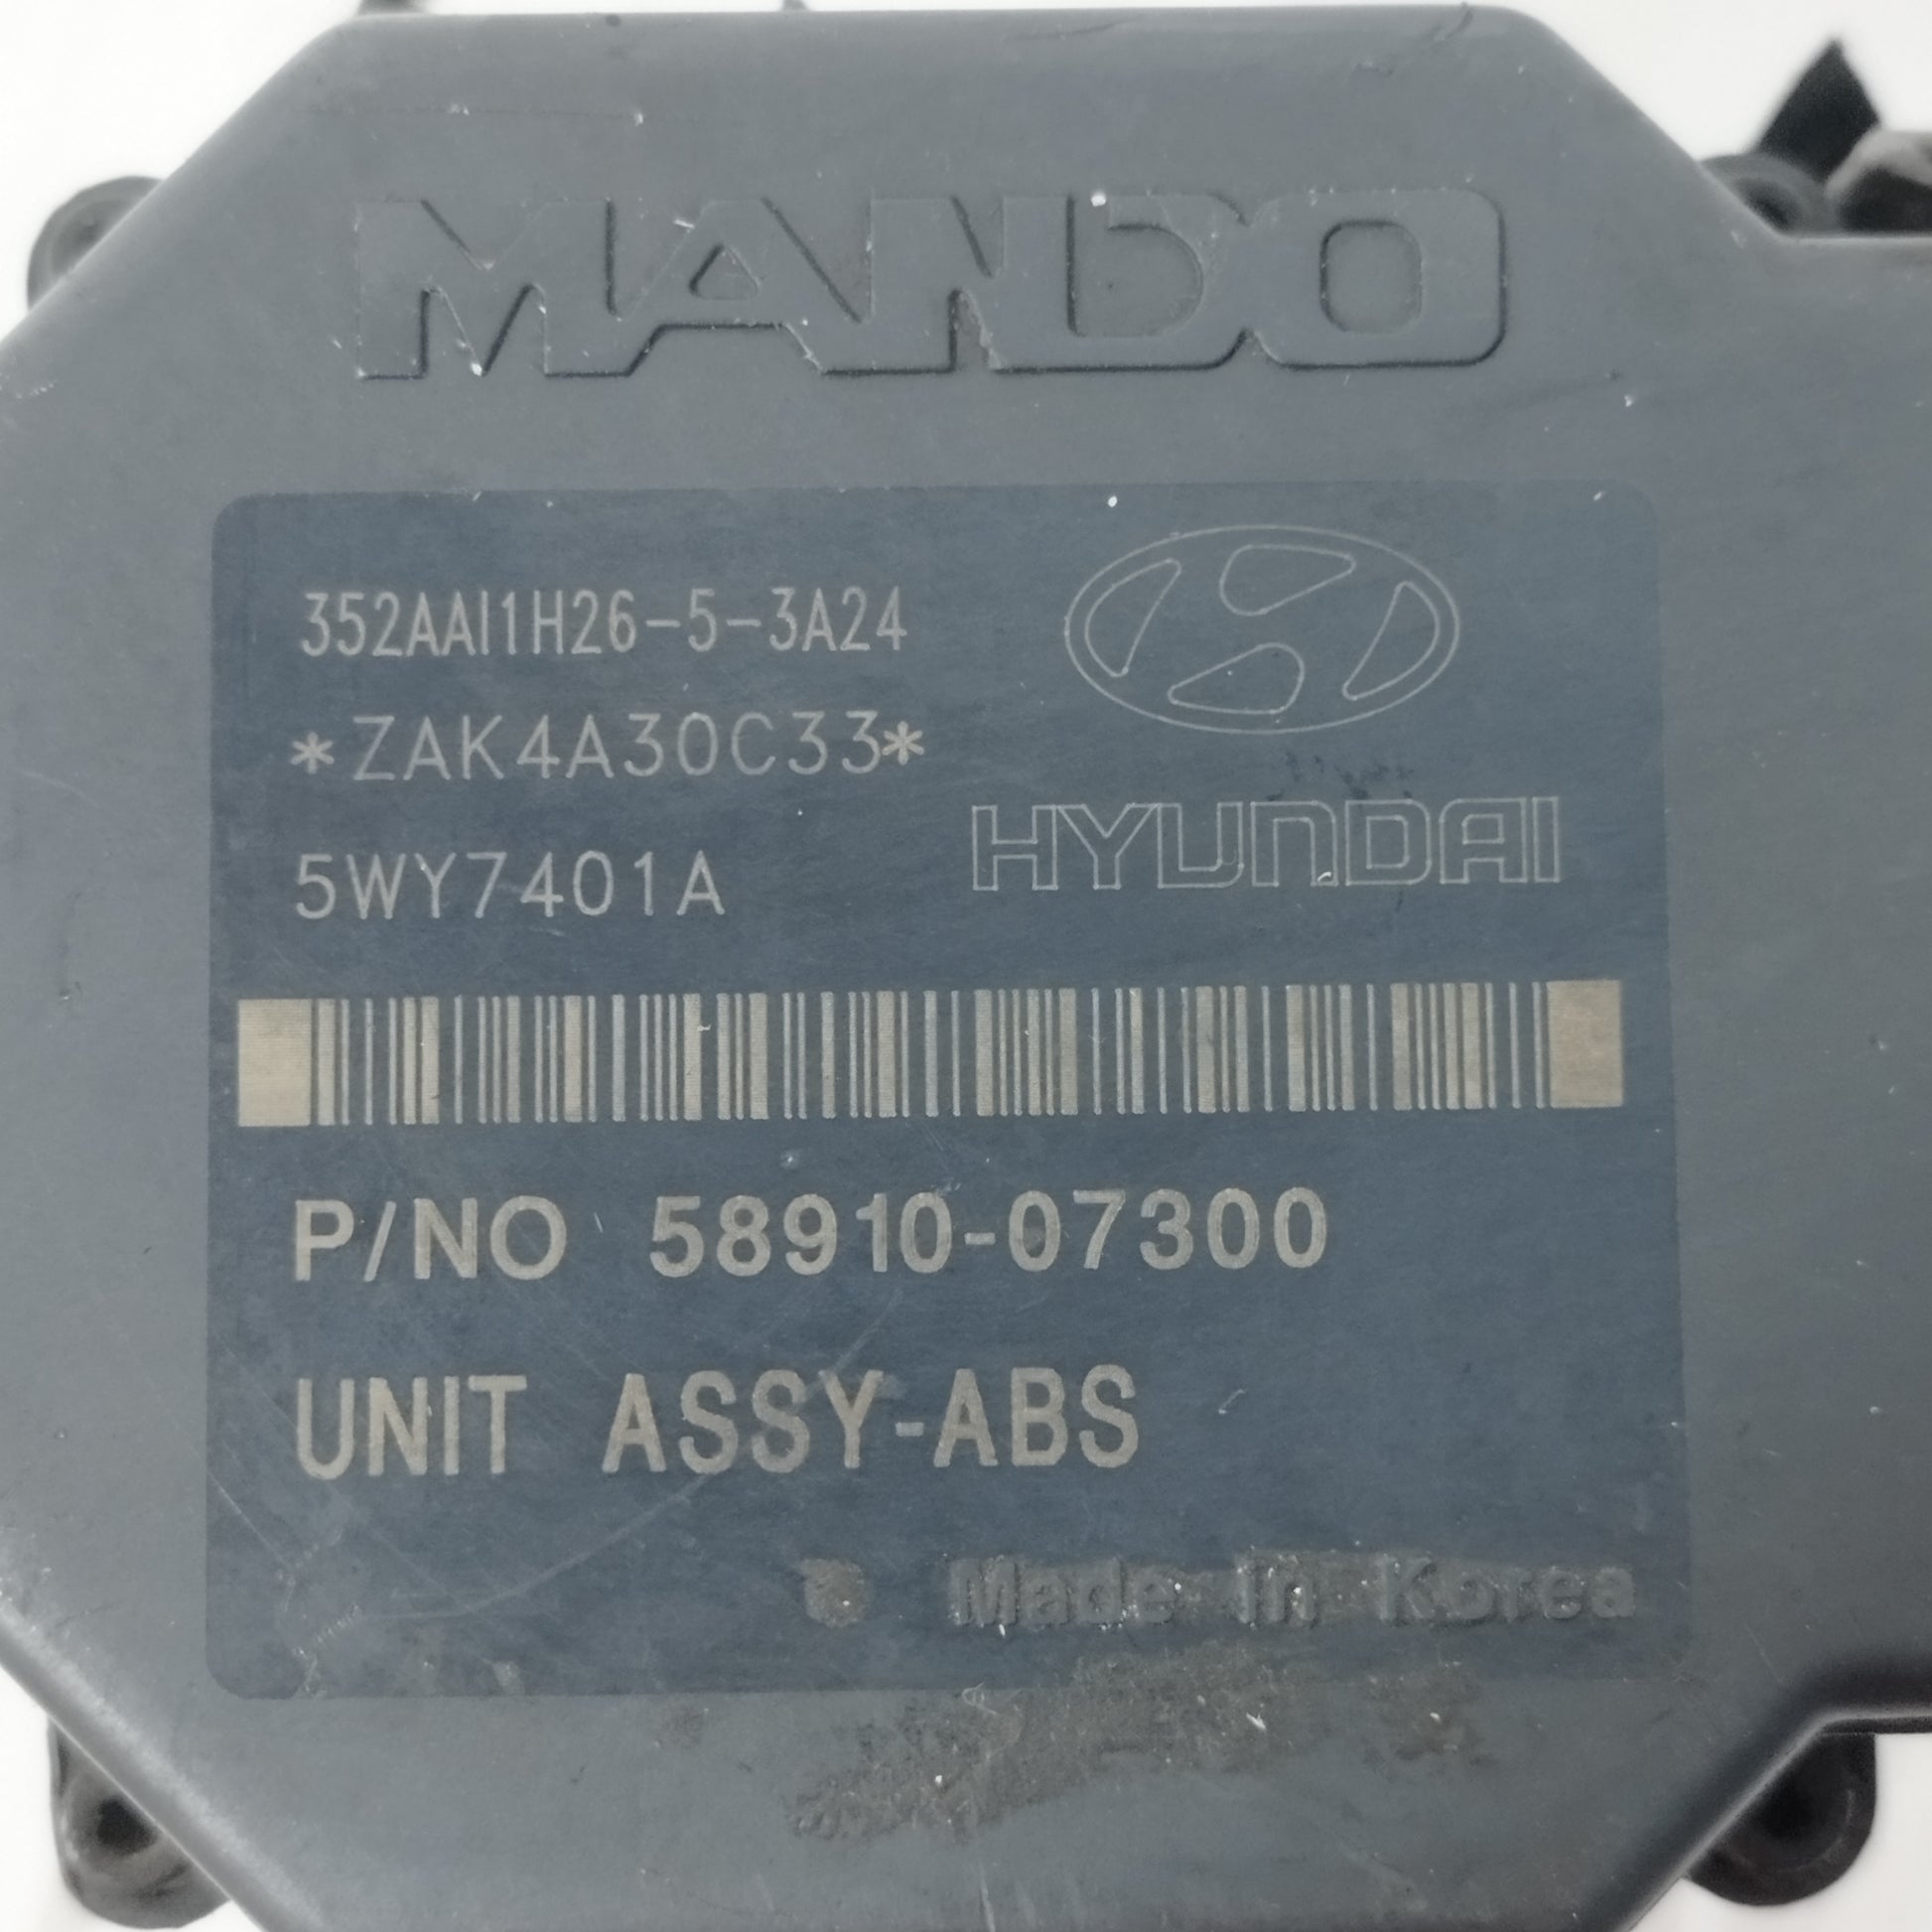 MANDO
352AAI1H26-5-3A24
*ZAK4A30C33*
5WY7401A
HYUNDAI
P/NO 58910-07300
UNIT ASSY-ABS
Made in Korea